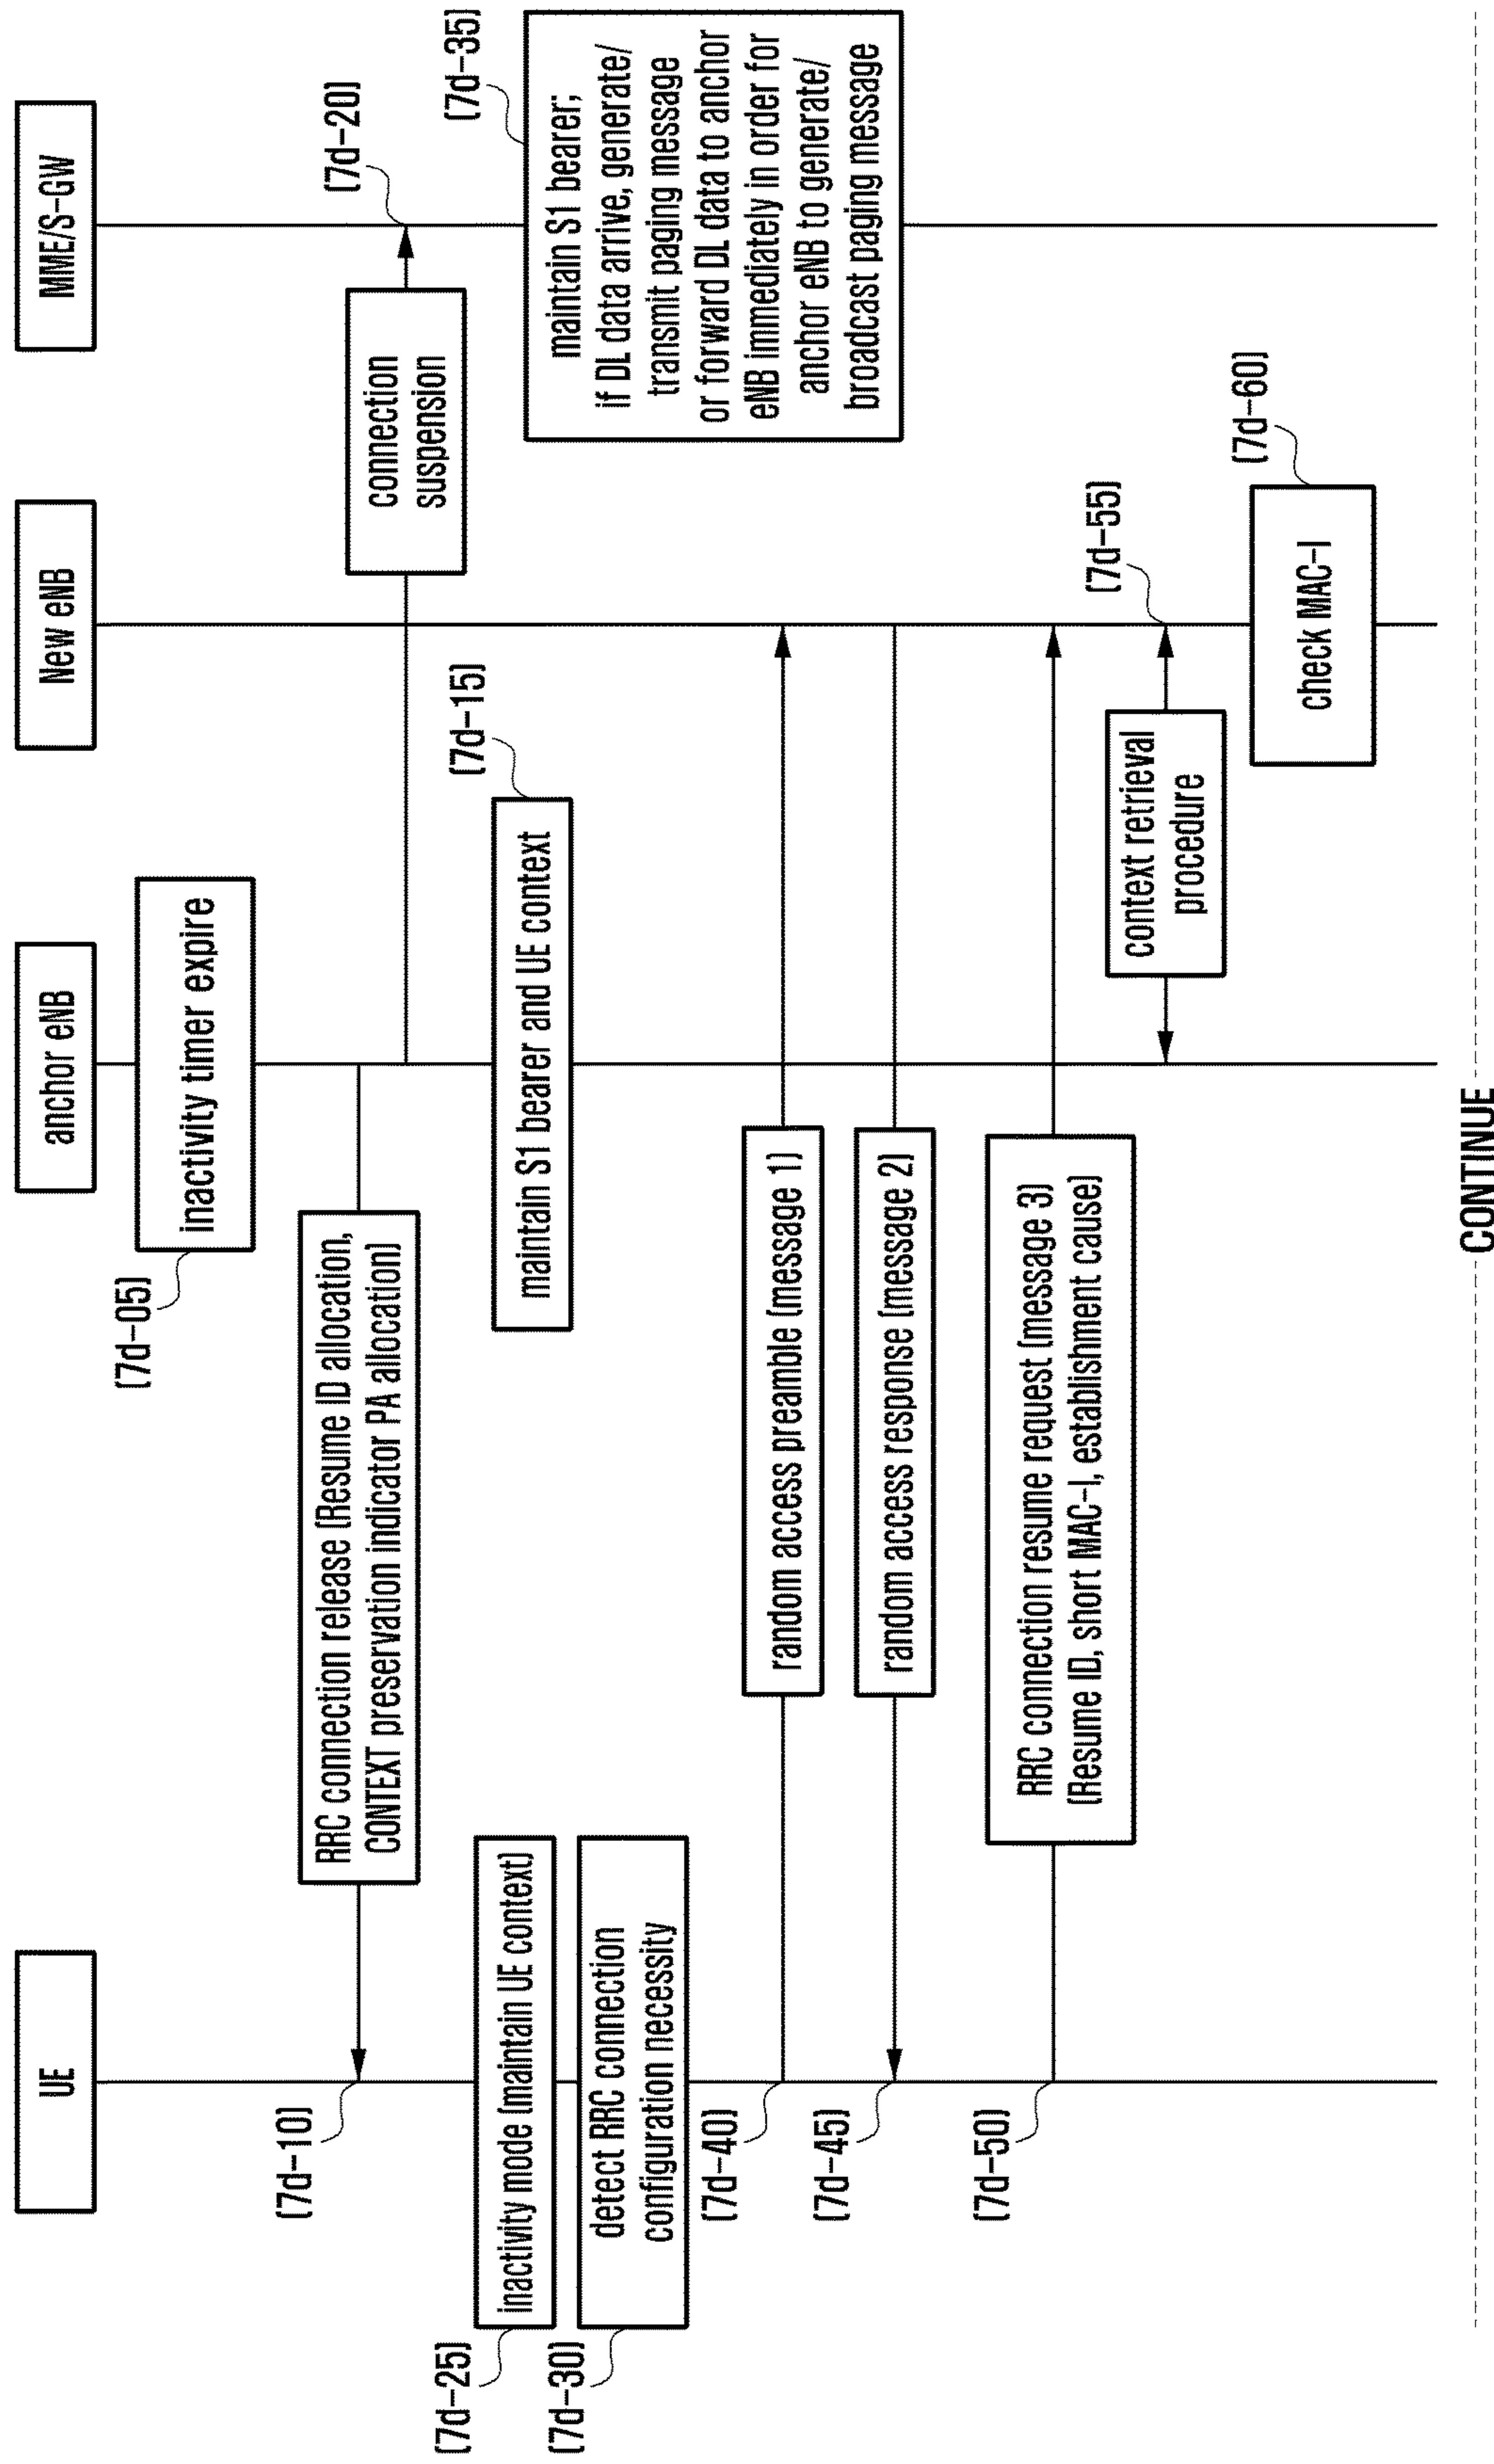 UE
anchor eNB
New eNB
MME/S-GW
(7d-05)
inactivity timer expire
(7d-10)
RRC connection release (Resume ID allocation,
CONTEXT preservation indicator PA allocation)
connection
suspension
(7d-20)
(7d-25)
inactivity mode (maintain UE context)
maintain S1 bearer and UE context
(7d-15)
(7d-30)
detect RRC connection
configuration necessity
maintain S1 bearer;
if DL data arrive, generate/
transmit paging message
or forward DL data to anchor
eNB immediately in order for
anchor eNB to generate/
broadcast paging message
(7d-35)
(7d-40)
random access preamble (message 1)
(7d-45)
random access response (message 2)
(7d-50)
RRC connection resume request (message 3)
(Resume ID, short MAC-I, establishment cause)
context retrieval
procedure
(7d-55)
check MAC-I
(7d-60)
CONTINUE